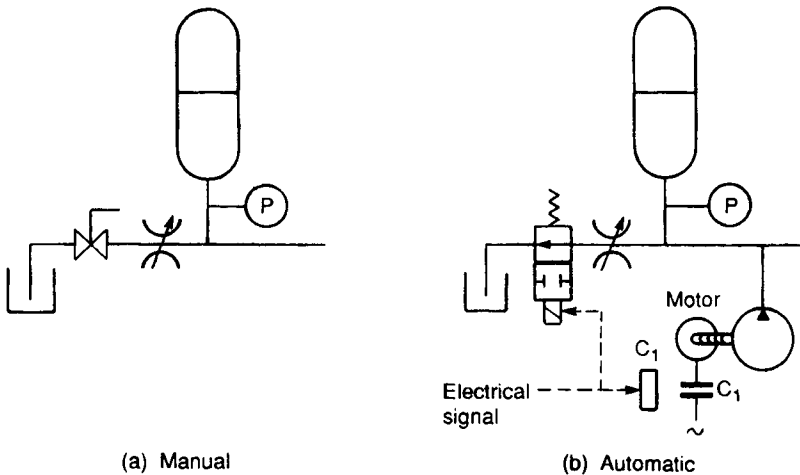 P
P
Motor
C1
C1
Electrical
signal
~
(a) Manual
(b) Automatic